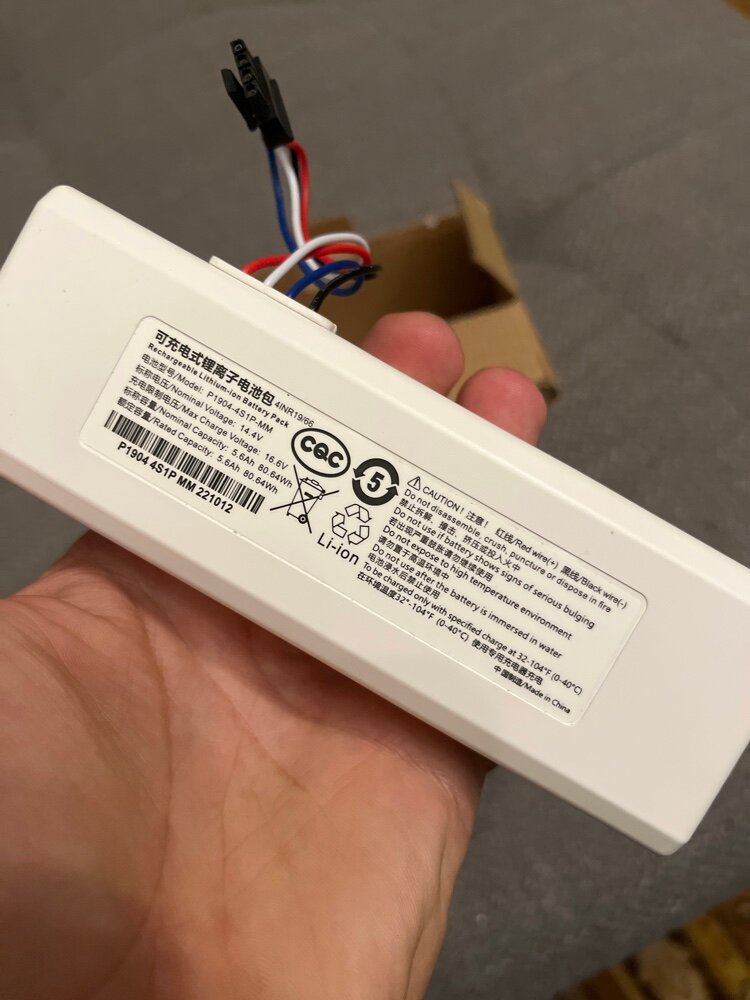 可充电式锂离子电池包 4INR19/66
Rechargeable Lithium-ion Battery Pack
电池型号/Model: P1904-4S1P-MM
标称电压/Nominal Voltage: 14.4V
充电限制电压/Max Charge Voltage: 16.6V
标称容量/Nominal Capacity: 5.6Ah 80.64Wh
额定容量/Rated Capacity: 5.6Ah 80.64Wh
P1904 4S1P MM 221012
CQC
5
Li-ion
CAUTION! 注意! 红线/Red wire(+) 黑线/Black wire(-)
Do not disassemble, crush, puncture or dispose in fire
禁止拆解、撞击、挤压或投入火中
Do not use if battery shows signs of serious bulging
若出现严重鼓胀请勿继续使用
Do not expose to high temperature environment
请勿置于高温环境中
Do not use after the battery is immersed in water
电池浸水后禁止使用
To be charged only with specified charge at 32-104°F (0-40°C)
在环境温度32°-104°F (0-40°C) 使用专用充电器充电
中国制造/Made in China